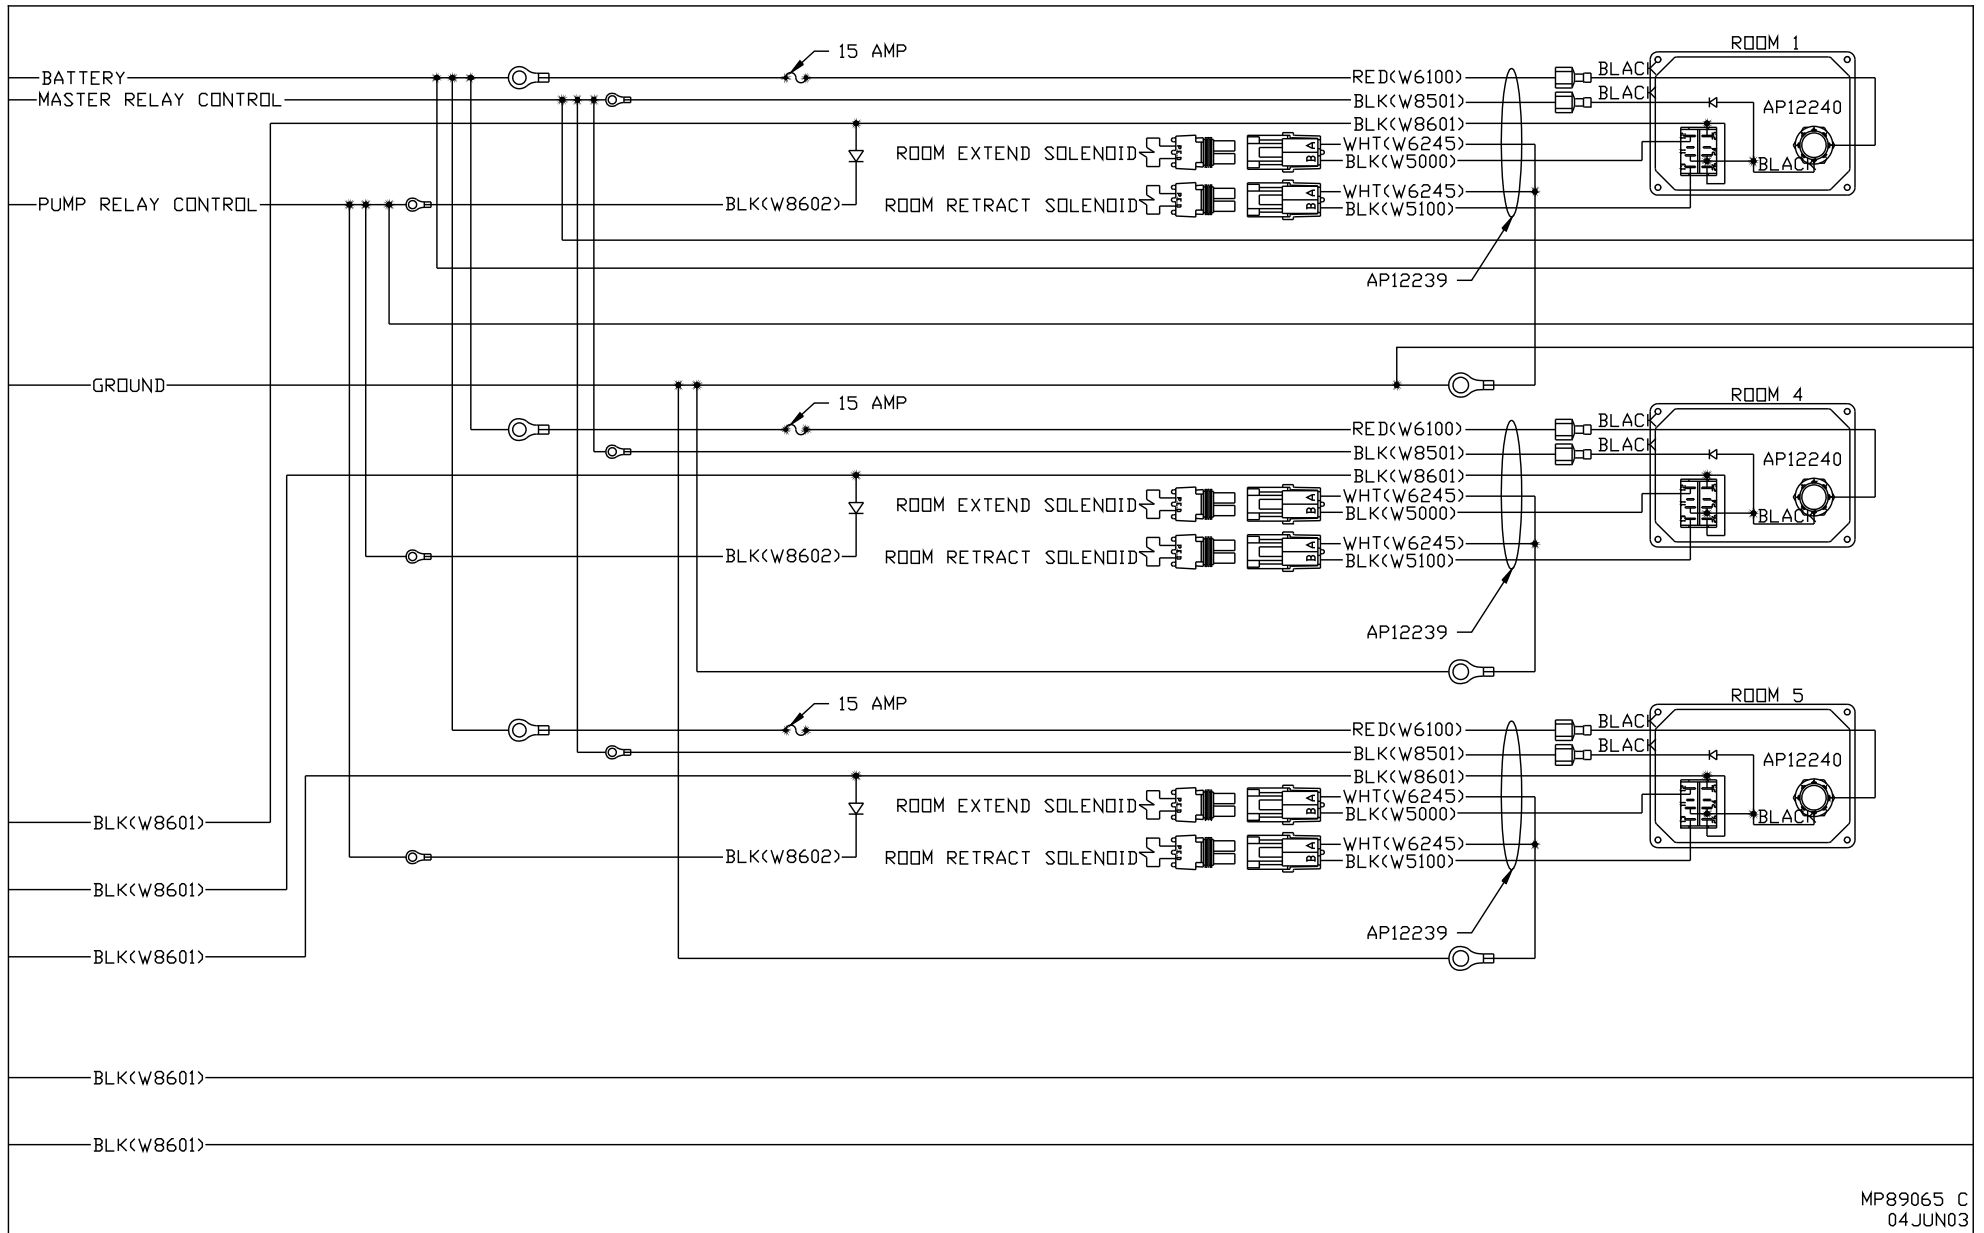 ROOM 1
15 AMP
BATTERY
RED(W6100)
BLACK
MASTER RELAY CONTROL
BLK(W8501)
BLACK
AP12240
BLK(W8601)
ROOM EXTEND SOLENOID
A
WHT(W6245)
B
BLK(W5000)
BLACK
PUMP RELAY CONTROL
BLK(W8602)
ROOM RETRACT SOLENOID
A
WHT(W6245)
B
BLK(W5100)
AP12239
GROUND
ROOM 4
15 AMP
RED(W6100)
BLACK
BLK(W8501)
BLACK
AP12240
BLK(W8601)
ROOM EXTEND SOLENOID
A
WHT(W6245)
B
BLK(W5000)
BLACK
BLK(W8602)
ROOM RETRACT SOLENOID
A
WHT(W6245)
B
BLK(W5100)
AP12239
ROOM 5
15 AMP
RED(W6100)
BLACK
BLK(W8501)
BLACK
AP12240
BLK(W8601)
ROOM EXTEND SOLENOID
A
WHT(W6245)
B
BLK(W5000)
BLACK
BLK(W8601)
BLK(W8602)
ROOM RETRACT SOLENOID
A
WHT(W6245)
B
BLK(W5100)
BLK(W8601)
AP12239
BLK(W8601)
BLK(W8601)
BLK(W8601)
MP89065 C
04JUN03